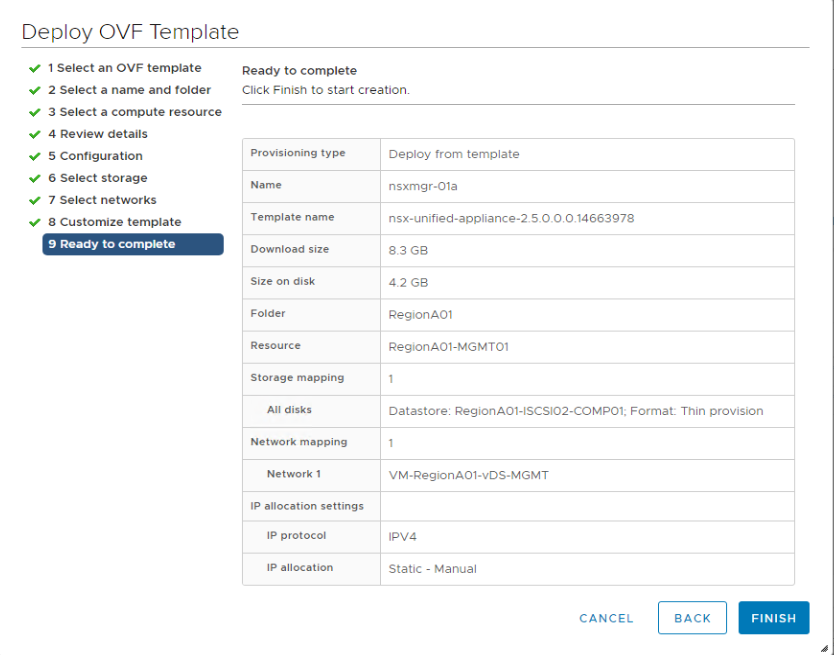 Deploy OVF Template
1 Select an OVF template
2 Select a name and folder
3 Select a compute resource
4 Review details
5 Configuration
6 Select storage
7 Select networks
8 Customize template
9 Ready to complete
Ready to complete
Click Finish to start creation.
Provisioning type Deploy from template
Name nsxmgr-01a
Template name nsx-unified-appliance-2.5.0.0.0.14663978
Download size 8.3 GB
Size on disk 4.2 GB
Folder RegionA01
Resource RegionA01-MGMT01
Storage mapping 1
All disks Datastore: RegionA01-ISCSI02-COMP01; Format: Thin provision
Network mapping 1
Network 1 VM-RegionA01-vDS-MGMT
IP allocation settings
IP protocol IPV4
IP allocation Static - Manual
CANCEL BACK FINISH